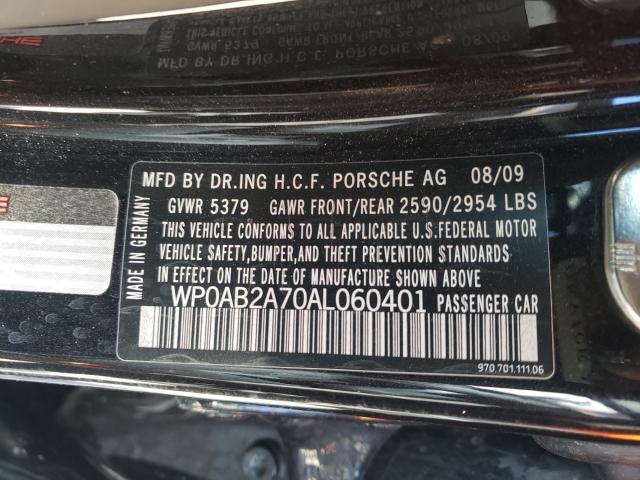 MFD BY DR.ING H.C.F. PORSCHE AG 08/09
GVWR 5379 GAWR FRONT/REAR 2590/2954 LBS
THIS VEHICLE CONFORMS TO ALL APPLICABLE U.S.FEDERAL MOTOR
VEHICLE SAFETY,BUMPER,AND THEFT PREVENTION STANDARDS
IN EFFECT ON THE DATE OF MANUFACTURE SHOWN ABOVE.
WP0AB2A70AL060401 PASSENGER CAR
970.701.111.06
MADE IN GERMANY